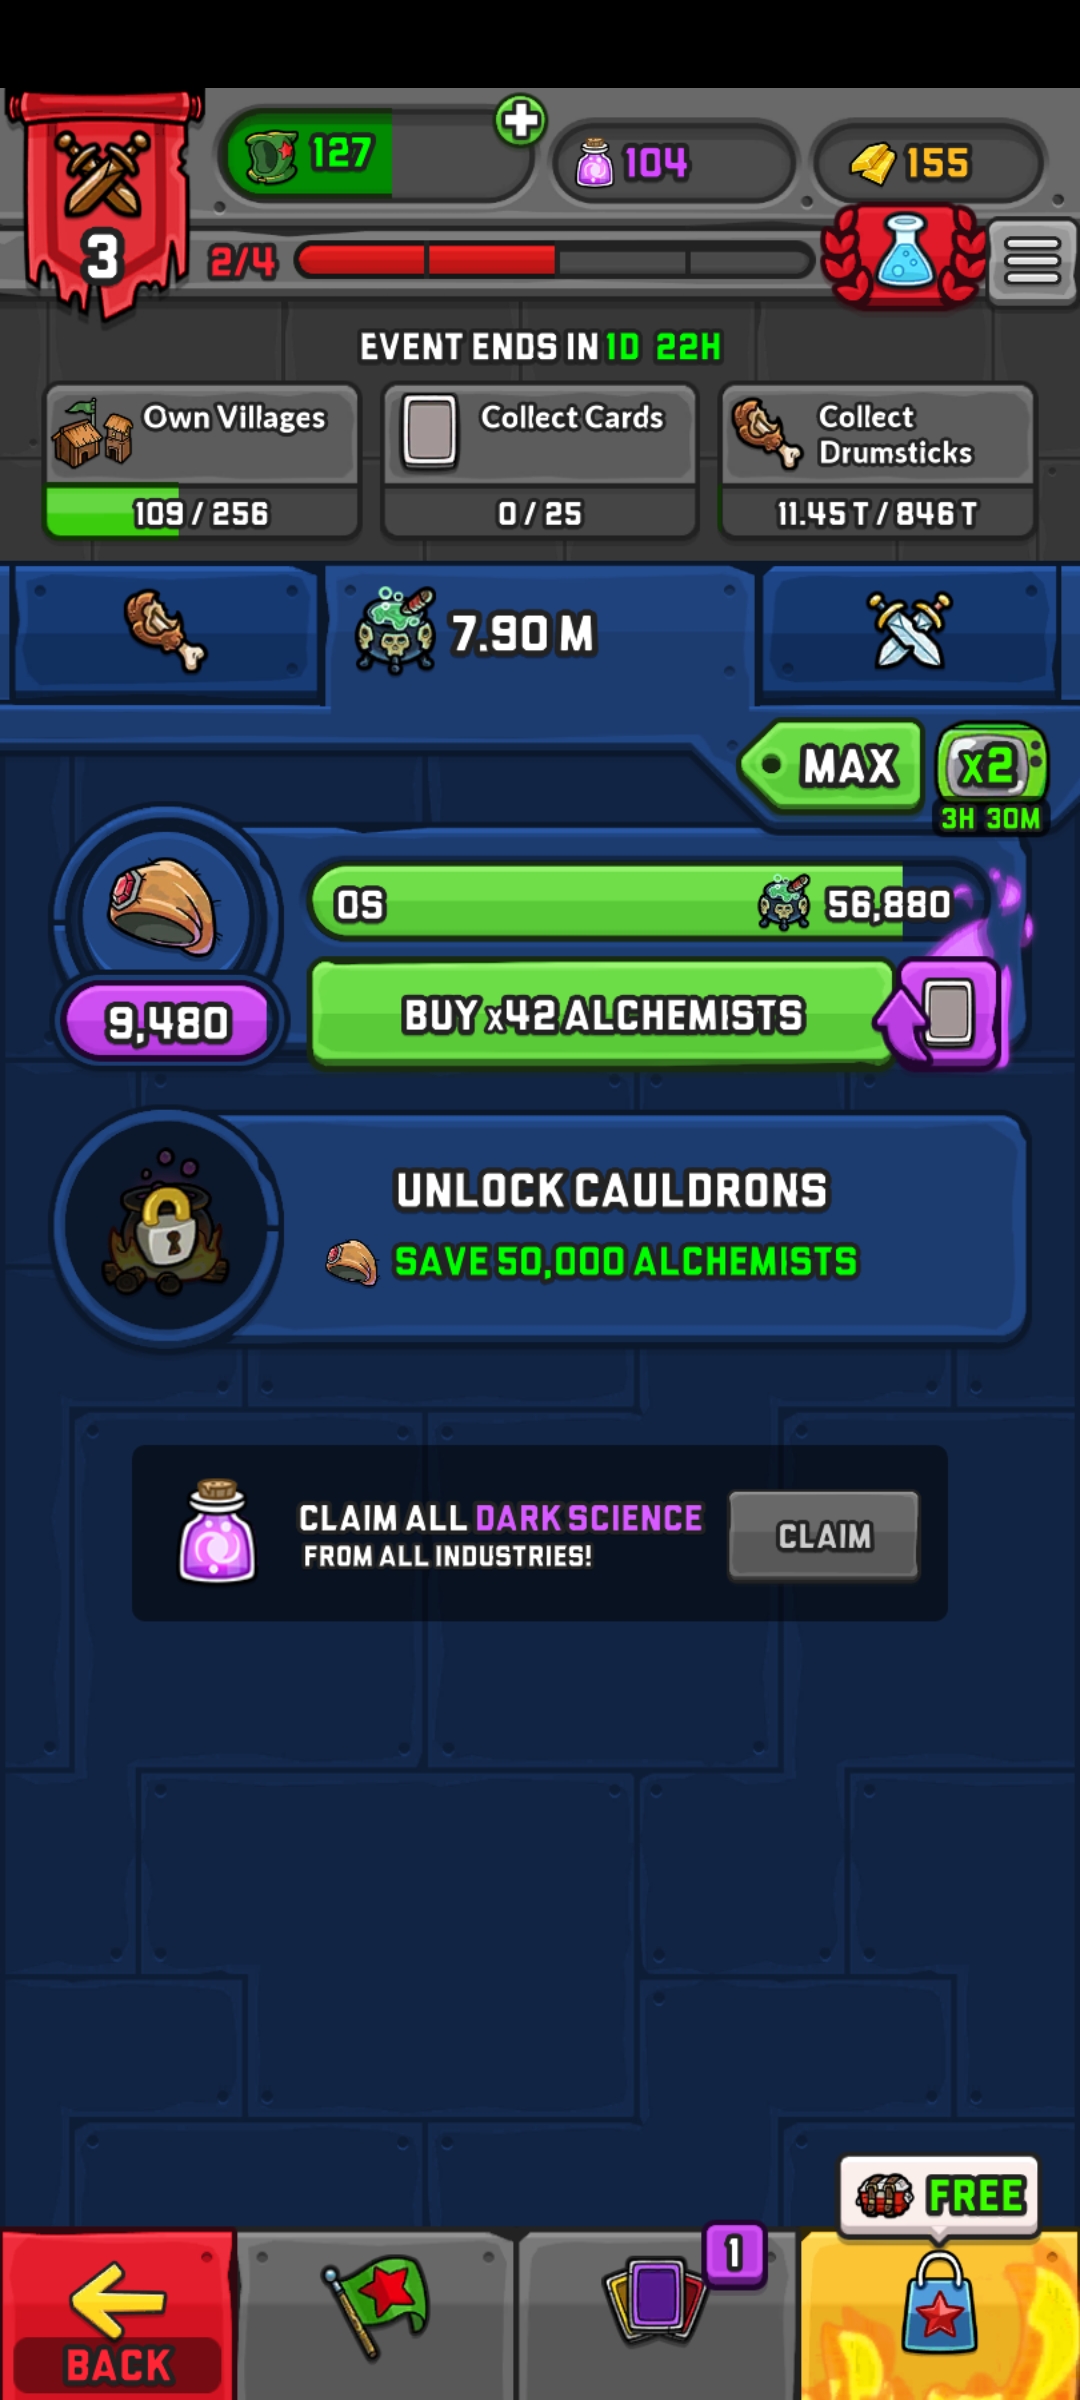 127
104
155
3
2/4
EVENT ENDS IN 1D 22H
Own Villages
109 / 256
Collect Cards
0 / 25
Collect
Drumsticks
11.45 T / 846 T
7.90 M
MAX
x2
3H 30M
0S
56,880
9,480
BUY x42 ALCHEMISTS
UNLOCK CAULDRONS
SAVE 50,000 ALCHEMISTS
CLAIM ALL DARK SCIENCE
FROM ALL INDUSTRIES!
CLAIM
FREE
1
BACK